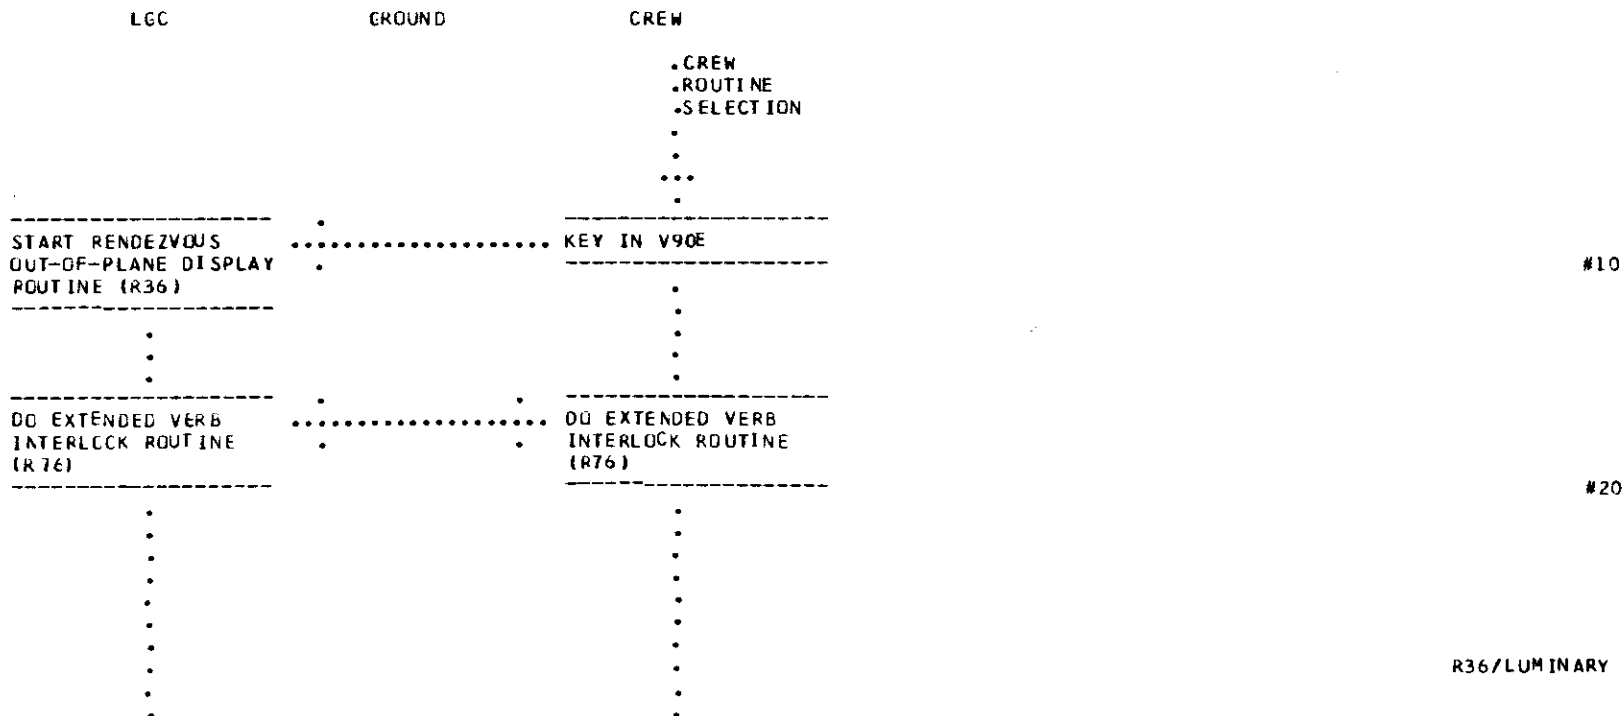 LGC GROUND CREW
.CREW
.ROUTINE
.SELECTION
START RENDEZVOUS
OUT-OF-PLANE DISPLAY
ROUTINE (R36)
KEY IN V90E
#10
DO EXTENDED VERB
INTERLOCK ROUTINE
(R76)
DO EXTENDED VERB
INTERLOCK ROUTINE
(R76)
#20
R36/LUMINARY